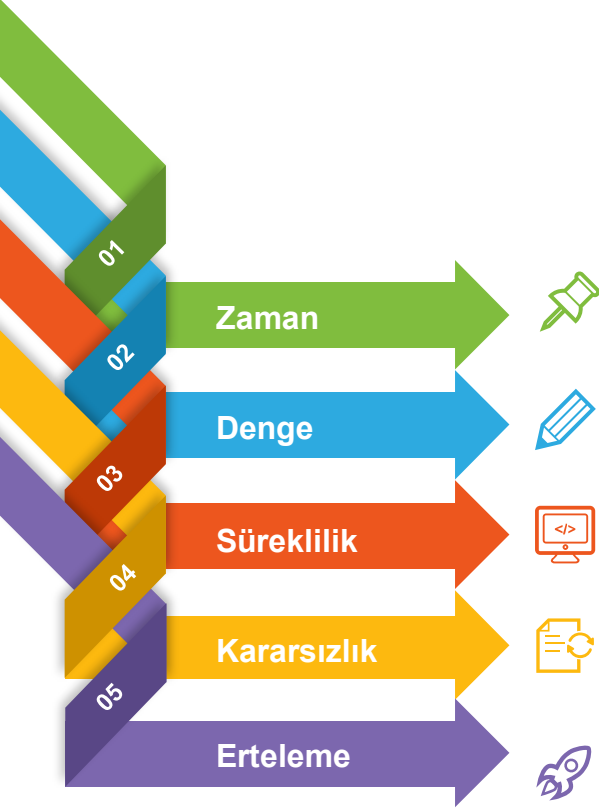 01
Zaman
02
Denge
03
Süreklilik
</>
04
Kararsızlık
05
Erteleme